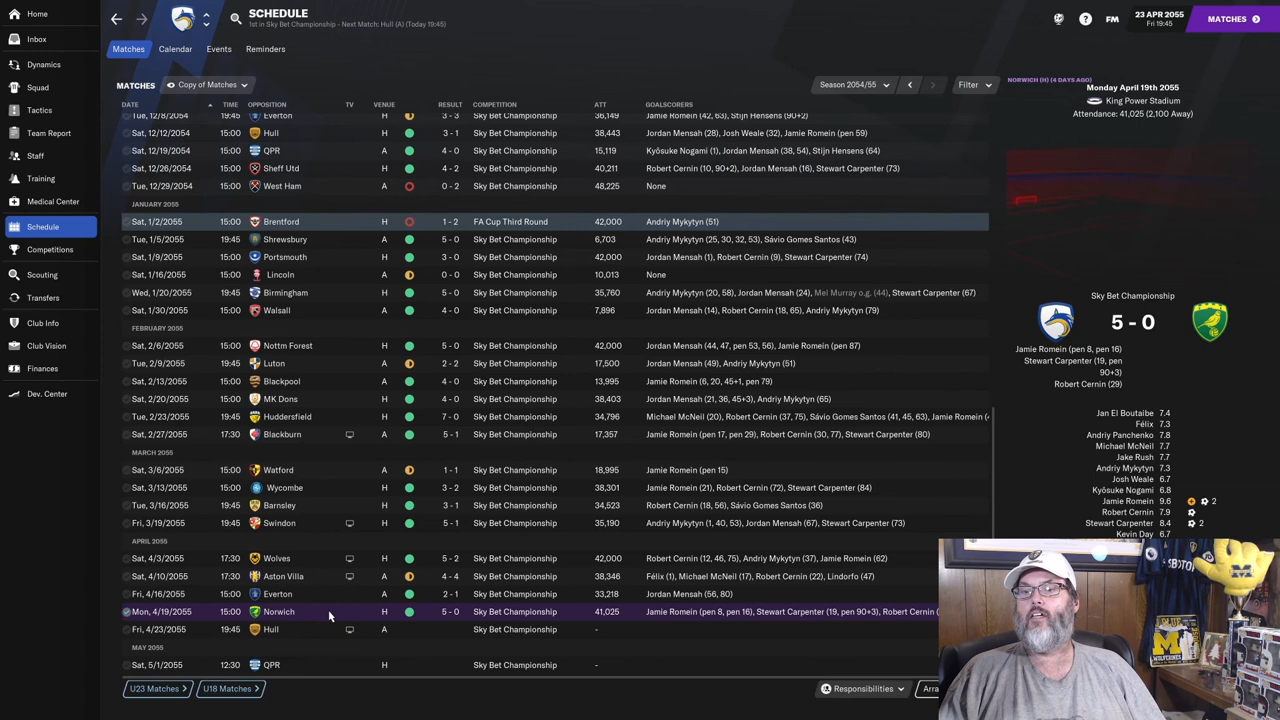 Home
Inbox
Dynamics
Squad
Tactics
Team Report
Staff
Training
Medical Center
Schedule
Competitions
Scouting
Transfers
Club Info
Club Vision
Finances
Dev. Center
SCHEDULE
1st in Sky Bet Championship - Next Match: Hull (A) (Today 19:45)
FM
23 APR 2055
Fri 19:45
MATCHES
Matches Calendar Events Reminders
MATCHES Copy of Matches Season 2054/55 Filter
DATE TIME OPPOSITION TV VENUE RESULT COMPETITION ATT GOALSCORERS
Tue, 12/8/2054 19:45 Everton H 3 - 3 Sky Bet Championship 36,149 Jamie Romein (42, 63), Stijn Hensens (90+2)
Sat, 12/12/2054 15:00 Hull H 3 - 1 Sky Bet Championship 38,443 Jordan Mensah (28), Josh Weale (32), Jamie Romein (pen 59)
Sat, 12/19/2054 15:00 QPR A 4 - 0 Sky Bet Championship 15,119 Kyōsuke Nogami (1), Jordan Mensah (38, 54), Stijn Hensens (64)
Sat, 12/26/2054 15:00 Sheff Utd H 4 - 2 Sky Bet Championship 40,211 Robert Cernin (10, 90+2), Jordan Mensah (16), Stewart Carpenter (73)
Tue, 12/29/2054 15:00 West Ham A 0 - 2 Sky Bet Championship 48,225 None
JANUARY 2055
Sat, 1/2/2055 15:00 Brentford H 1 - 2 FA Cup Third Round 42,000 Andriy Mykytyn (51)
Tue, 1/5/2055 19:45 Shrewsbury A 5 - 0 Sky Bet Championship 6,703 Andriy Mykytyn (25, 30, 32, 53), Sávio Gomes Santos (43)
Sat, 1/9/2055 15:00 Portsmouth H 3 - 0 Sky Bet Championship 42,000 Jordan Mensah (1), Robert Cernin (9), Stewart Carpenter (74)
Sat, 1/16/2055 15:00 Lincoln A 0 - 0 Sky Bet Championship 10,013 None
Wed, 1/20/2055 19:45 Birmingham H 5 - 0 Sky Bet Championship 35,760 Andriy Mykytyn (20, 58), Jordan Mensah (24), Mel Murray o.g. (44), Stewart Carpenter (67)
Sat, 1/30/2055 15:00 Walsall A 4 - 0 Sky Bet Championship 7,896 Jordan Mensah (14), Robert Cernin (18, 65), Andriy Mykytyn (79)
FEBRUARY 2055
Sat, 2/6/2055 15:00 Nottm Forest H 5 - 0 Sky Bet Championship 42,000 Jordan Mensah (44, 47, pen 53, 56), Jamie Romein (pen 87)
Tue, 2/9/2055 19:45 Luton A 2 - 2 Sky Bet Championship 17,500 Jordan Mensah (49), Andriy Mykytyn (51)
Sat, 2/13/2055 15:00 Blackpool A 4 - 0 Sky Bet Championship 13,995 Jamie Romein (6, 20, 45+1, pen 79)
Sat, 2/20/2055 15:00 MK Dons H 4 - 0 Sky Bet Championship 38,403 Jordan Mensah (21, 36, 45+3), Andriy Mykytyn (65)
Tue, 2/23/2055 19:45 Huddersfield H 7 - 0 Sky Bet Championship 34,796 Michael McNeil (20), Robert Cernin (37, 75), Sávio Gomes Santos (41, 45, 63), Jamie Romein (
Sat, 2/27/2055 17:30 Blackburn A 5 - 1 Sky Bet Championship 17,357 Jamie Romein (pen 17, pen 29), Robert Cernin (30, 77), Stewart Carpenter (80)
MARCH 2055
Sat, 3/6/2055 15:00 Watford A 1 - 1 Sky Bet Championship 18,995 Jamie Romein (pen 15)
Sat, 3/13/2055 15:00 Wycombe H 3 - 2 Sky Bet Championship 38,301 Jamie Romein (21), Robert Cernin (72), Stewart Carpenter (84)
Tue, 3/16/2055 19:45 Barnsley H 3 - 1 Sky Bet Championship 34,523 Robert Cernin (18, 56), Sávio Gomes Santos (36)
Fri, 3/19/2055 19:45 Swindon H 5 - 1 Sky Bet Championship 35,190 Andriy Mykytyn (1, 40, 53), Jordan Mensah (67), Stewart Carpenter (73)
APRIL 2055
Sat, 4/3/2055 17:30 Wolves H 5 - 2 Sky Bet Championship 42,000 Robert Cernin (12, 46, 75), Andriy Mykytyn (37), Jamie Romein (62)
Sat, 4/10/2055 17:30 Aston Villa A 4 - 4 Sky Bet Championship 38,346 Félix (1), Michael McNeil (17), Robert Cernin (22), Lindorfo (47)
Fri, 4/16/2055 15:00 Everton A 2 - 1 Sky Bet Championship 33,218 Jordan Mensah (56, 80)
Mon, 4/19/2055 15:00 Norwich H 5 - 0 Sky Bet Championship 41,025 Jamie Romein (pen 8, pen 16), Stewart Carpenter (19, pen 90+3), Robert Cernin (
Fri, 4/23/2055 19:45 Hull A Sky Bet Championship -
MAY 2055
Sat, 5/1/2055 12:30 QPR H Sky Bet Championship -
U23 Matches U18 Matches Responsibilities Arra
NORWICH (H) (4 DAYS AGO)
Monday April 19th 2055
King Power Stadium
Attendance: 41,025 (2,100 Away)
Sky Bet Championship
5 - 0
Jamie Romein (pen 8, pen 16)
Stewart Carpenter (19, pen
90+3)
Robert Cernin (29)
Jan El Boutaibe 7.4
Félix 7.3
Andriy Panchenko 7.8
Michael McNeil 7.7
Jake Rush 7.7
Andriy Mykytyn 7.3
Josh Weale 6.7
Kyōsuke Nogami 6.8
Jamie Romein 9.6 2
Robert Cernin 7.9
Stewart Carpenter 8.4 2
Kevin Day 6.7